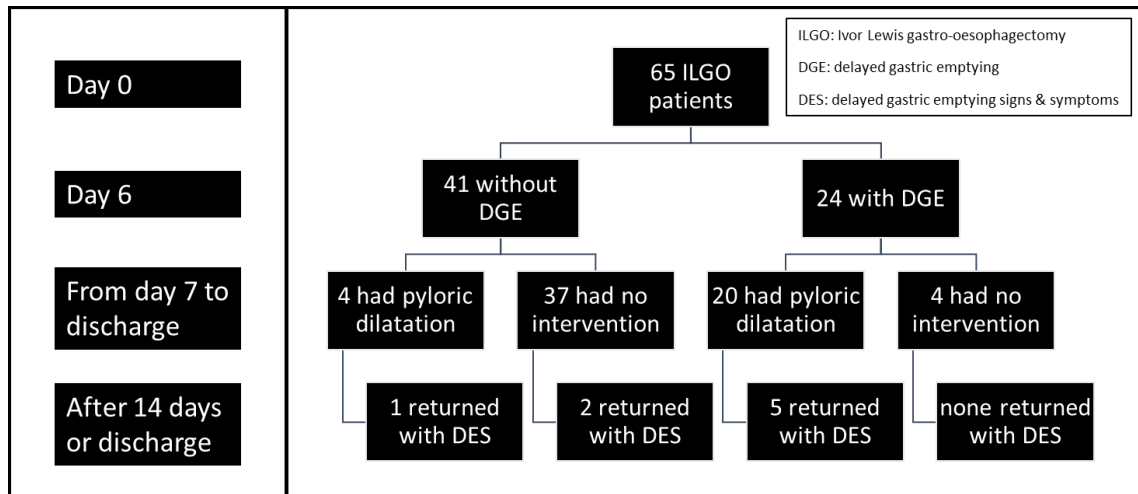 ILGO: Ivor Lewis gastro-oesophagectomy
DGE: delayed gastric emptying
DES: delayed gastric emptying signs & symptoms
Day 0
65 ILGO
patients
Day 6
41 without
DGE
24 with DGE
From day 7 to
discharge
4 had pyloric
dilatation
37 had no
intervention
20 had pyloric
dilatation
4 had no
intervention
After 14 days
or discharge
1 returned
with DES
2 returned
with DES
5 returned
with DES
none returned
with DES